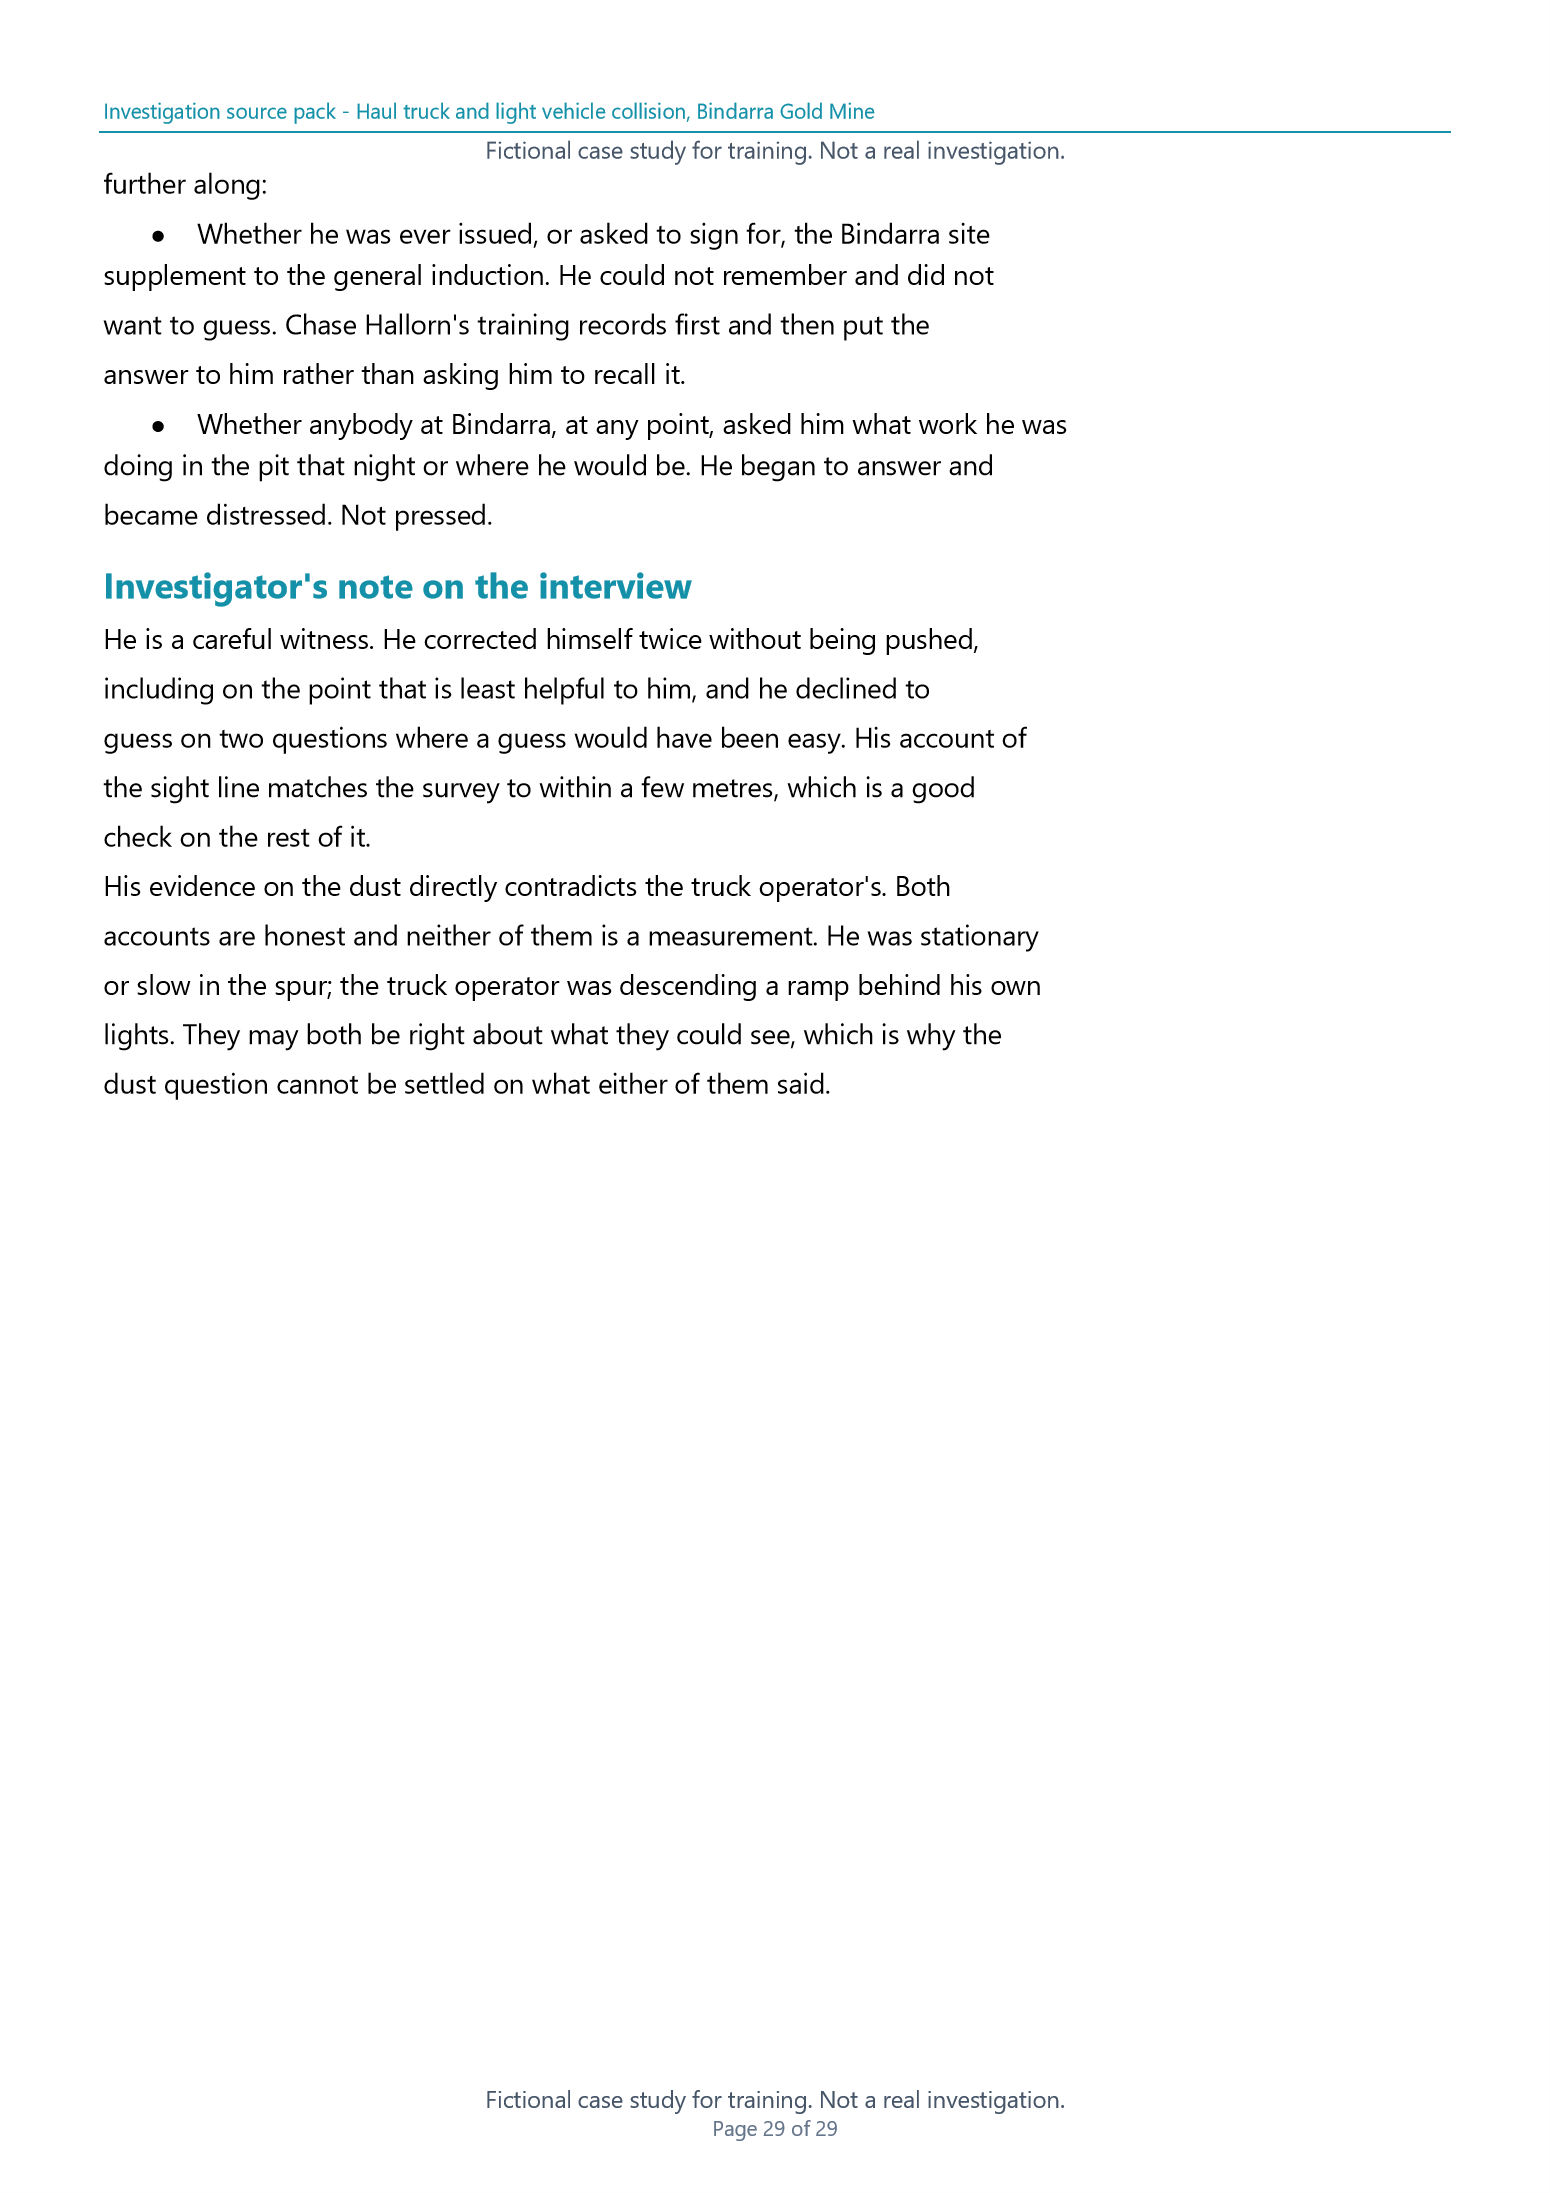 Investigation source pack - Haul truck and light vehicle collision, Bindarra Gold Mine
Fictional case study for training. Not a real investigation.
further along:
● Whether he was ever issued, or asked to sign for, the Bindarra site
supplement to the general induction. He could not remember and did not
want to guess. Chase Hallorn's training records first and then put the
answer to him rather than asking him to recall it.
● Whether anybody at Bindarra, at any point, asked him what work he was
doing in the pit that night or where he would be. He began to answer and
became distressed. Not pressed.
Investigator's note on the interview
He is a careful witness. He corrected himself twice without being pushed,
including on the point that is least helpful to him, and he declined to
guess on two questions where a guess would have been easy. His account of
the sight line matches the survey to within a few metres, which is a good
check on the rest of it.
His evidence on the dust directly contradicts the truck operator's. Both
accounts are honest and neither of them is a measurement. He was stationary
or slow in the spur; the truck operator was descending a ramp behind his own
lights. They may both be right about what they could see, which is why the
dust question cannot be settled on what either of them said.
Fictional case study for training. Not a real investigation.
Page 29 of 29